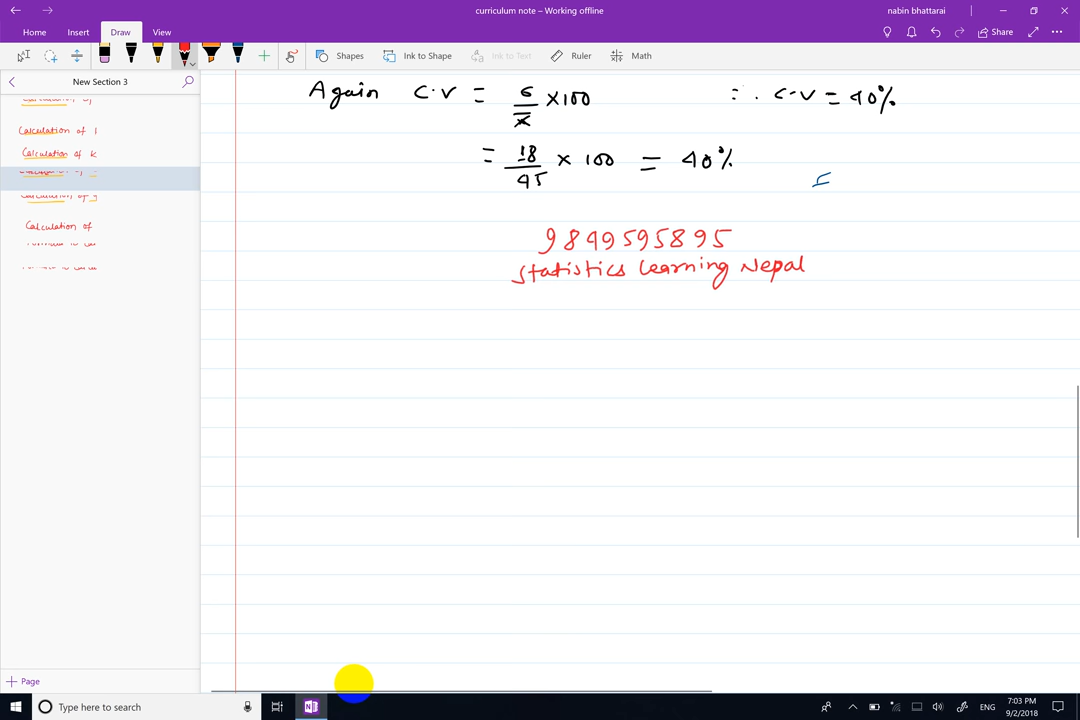 curriculum note – Working offline
nabin bhattarai
Home Insert Draw View
Share
Shapes Ink to Shape Ink to Text Ruler Math
New Section 3
Calculation of
Calculation of k
Calculation of
Again C.V = σ/x̄ ×100 ∴ C.V = 40%
= 18/45 × 100 = 40%
9849595895
Statistics Learning Nepal
+ Page
Type here to search
ENG
7:03 PM
9/2/2018